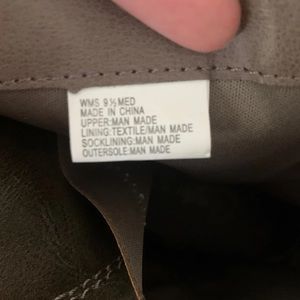 WMS 9 ½ MED
MADE IN CHINA
UPPER:MAN MADE
LINING:TEXTILE/MAN MADE
SOCKLINING:MAN MADE
OUTERSOLE:MAN MADE